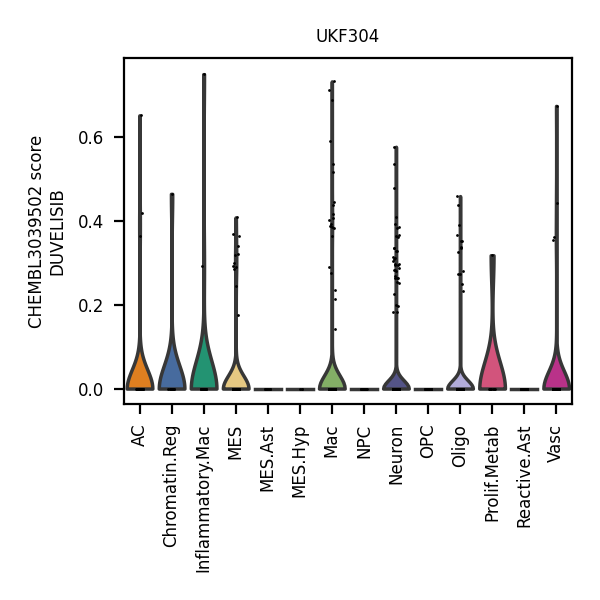 UKF304
CHEMBL3039502 score
DUVELISIB
0.6
0.4
0.2
0.0
AC
Chromatin.Reg
Inflammatory.Mac
MES
MES.Ast
MES.Hyp
Mac
NPC
Neuron
OPC
Oligo
Prolif.Metab
Reactive.Ast
Vasc